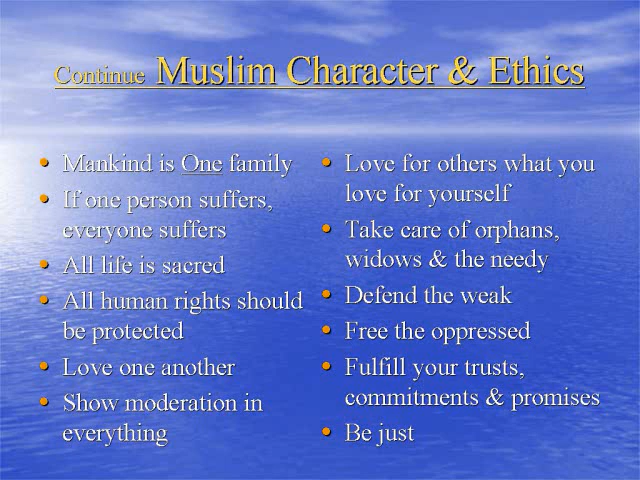 Continue Muslim Character & Ethics
• Mankind is One family
• If one person suffers,
everyone suffers
• All life is sacred
• All human rights should
be protected
• Love one another
• Show moderation in
everything
• Love for others what you
love for yourself
• Take care of orphans,
widows & the needy
• Defend the weak
• Free the oppressed
• Fulfill your trusts,
commitments & promises
• Be just